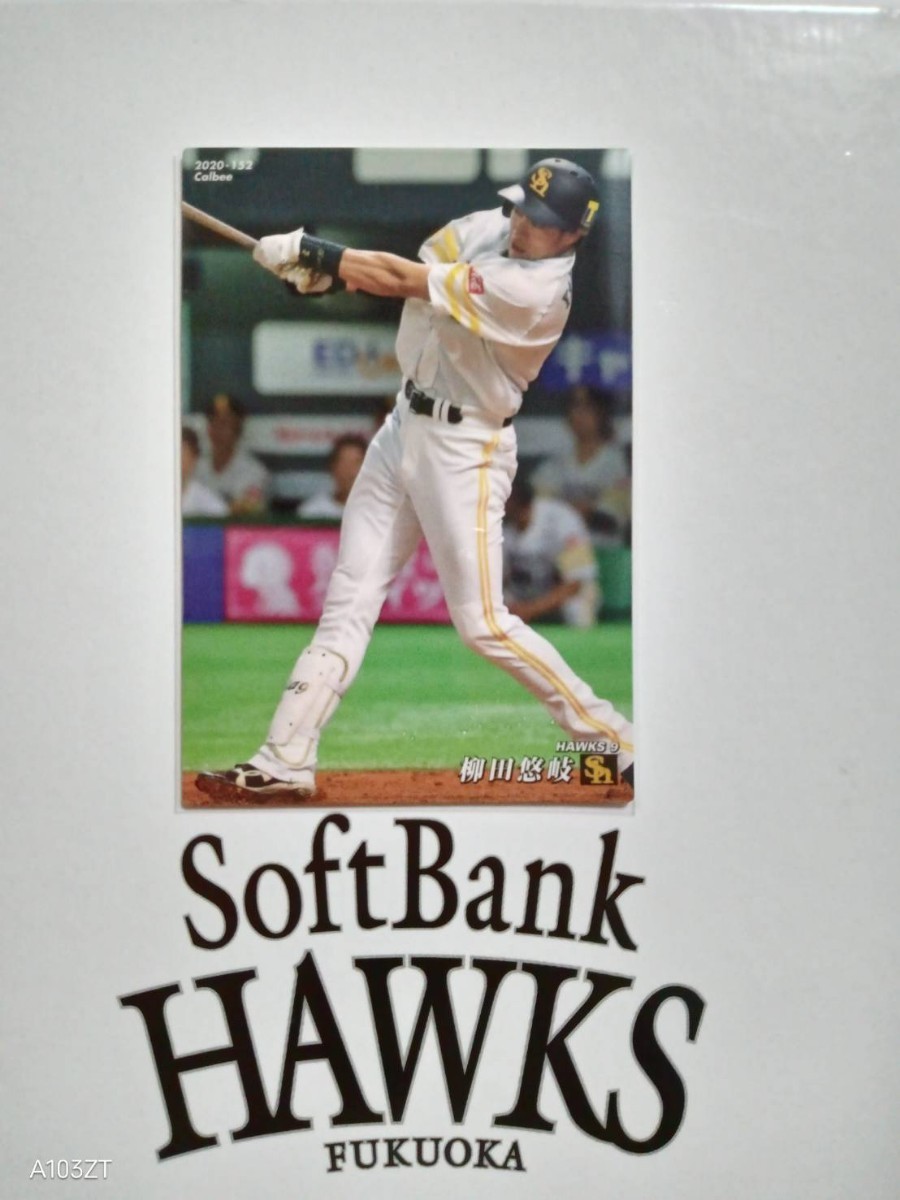 2020-152
Calbee
HAWKS 9
柳田悠岐
SoftBank
HAWKS
FUKUOKA
A103ZT